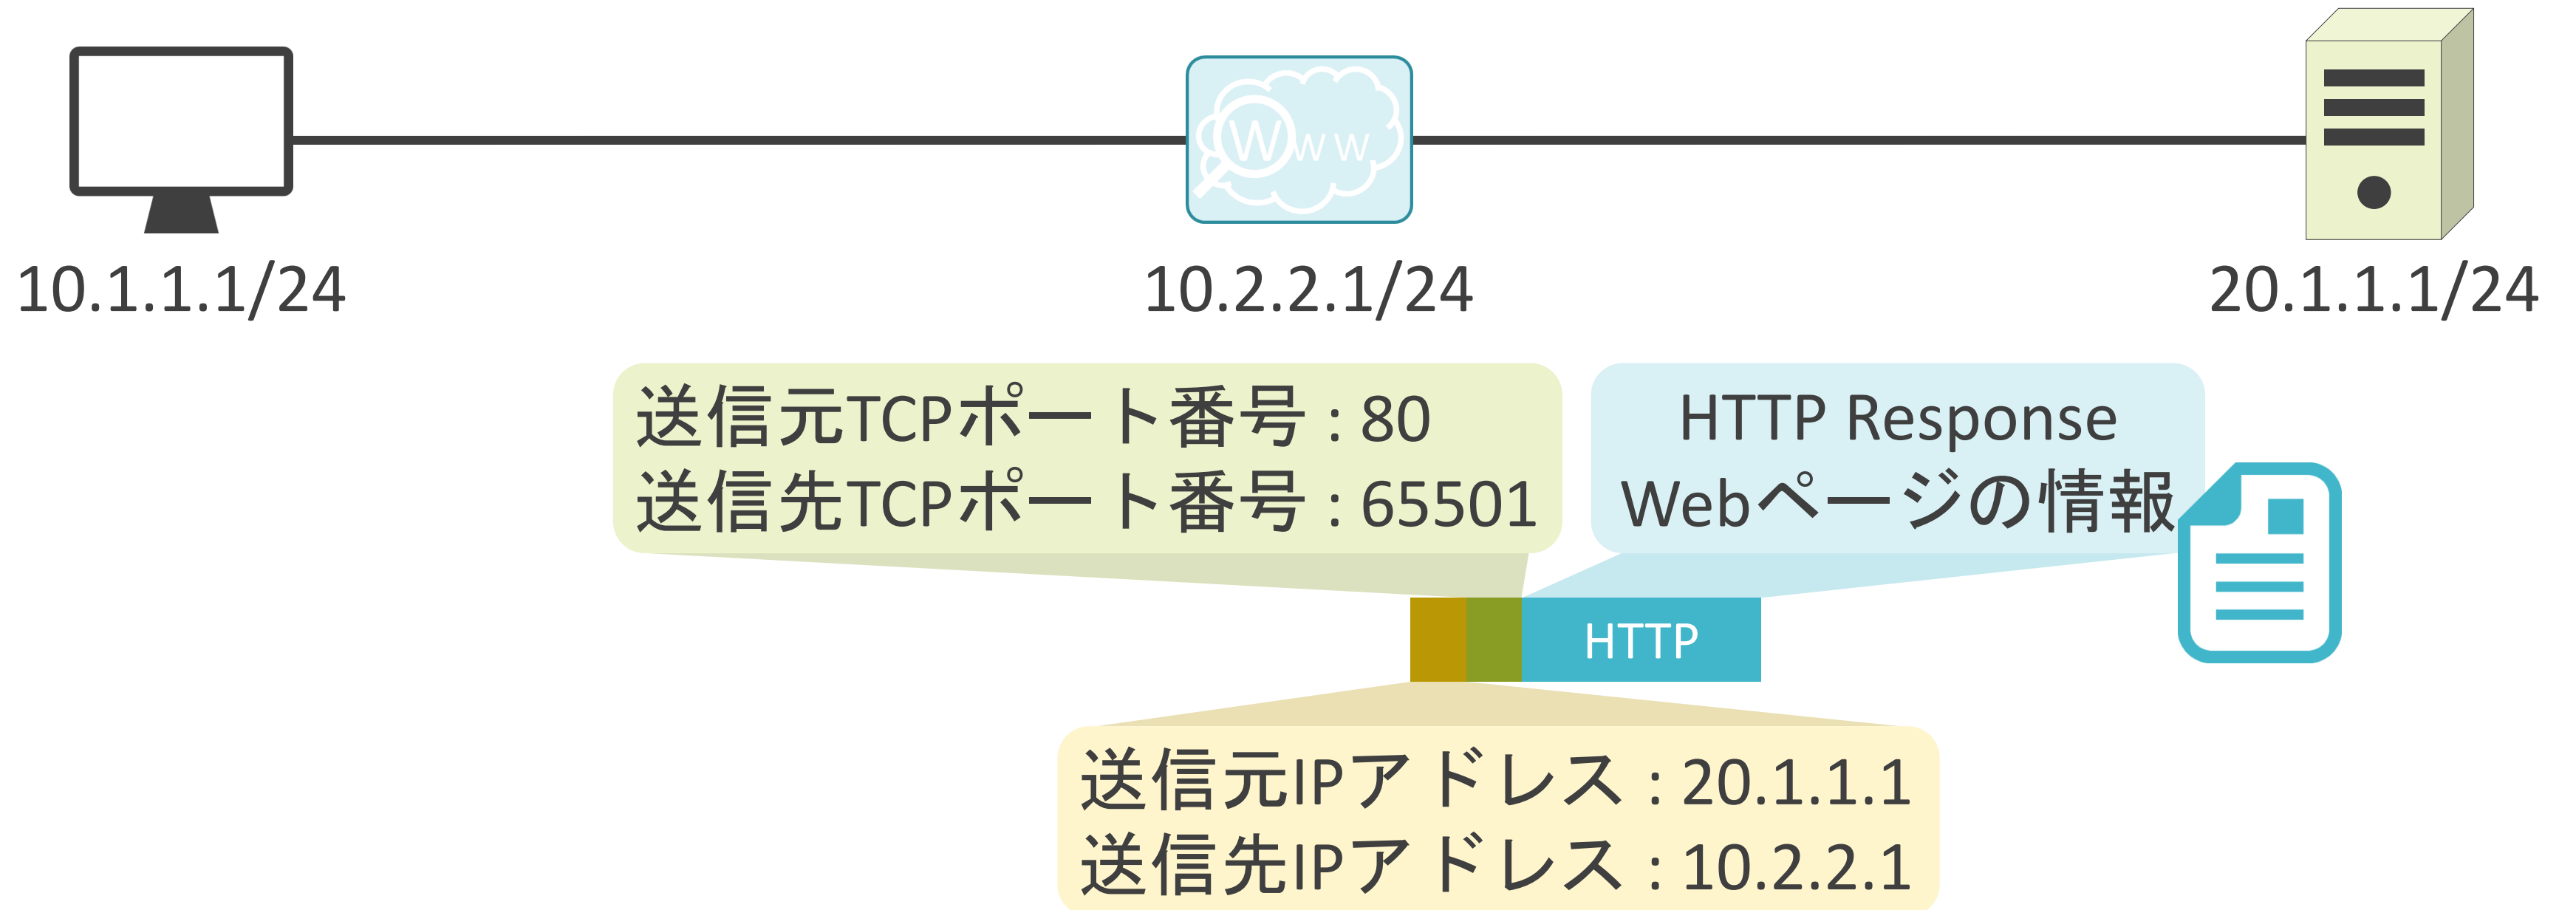 Www
10.1.1.1/24
10.2.2.1/24
20.1.1.1/24
送信元TCPポート番号 : 80
送信先TCPポート番号 : 65501
HTTP Response
Webページの情報
HTTP
送信元IPアドレス : 20.1.1.1
送信先IPアドレス : 10.2.2.1